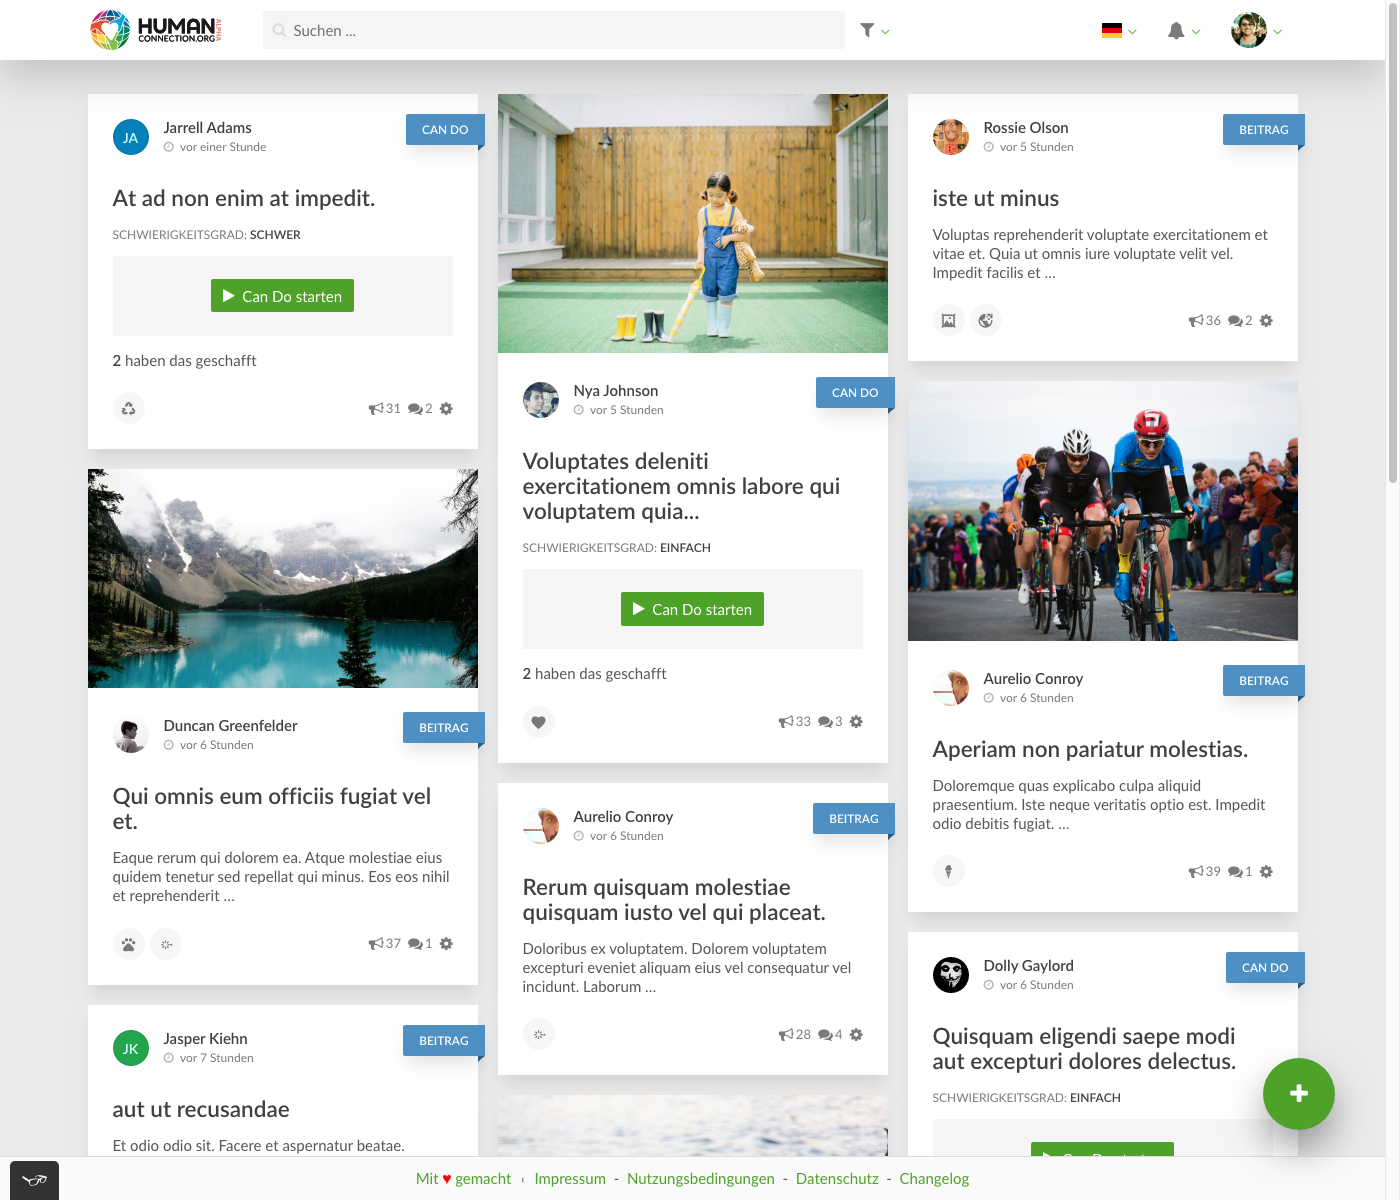 HUMAN
CONNECTION.ORG
ALPHA
Suchen ...
JA
Jarrell Adams
vor einer Stunde
CAN DO
At ad non enim at impedit.
SCHWIERIGKEITSGRAD: SCHWER
Can Do starten
2 haben das geschafft
31 2
Duncan Greenfelder
vor 6 Stunden
BEITRAG
Qui omnis eum officiis fugiat vel
et.
Eaque rerum qui dolorem ea. Atque molestiae eius
quidem tenetur sed repellat qui minus. Eos eos nihil
et reprehenderit ...
37 1
JK
Jasper Kiehn
vor 7 Stunden
BEITRAG
aut ut recusandae
Et odio odio sit. Facere et aspernatur beatae.
Nya Johnson
vor 5 Stunden
CAN DO
Voluptates deleniti
exercitationem omnis labore qui
voluptatem quia...
SCHWIERIGKEITSGRAD: EINFACH
Can Do starten
2 haben das geschafft
33 3
Aurelio Conroy
vor 6 Stunden
BEITRAG
Rerum quisquam molestiae
quisquam iusto vel qui placeat.
Doloribus ex voluptatem. Dolorem voluptatem
excepturi eveniet aliquam eius vel consequatur vel
incidunt. Laborum ...
28 4
Rossie Olson
vor 5 Stunden
BEITRAG
iste ut minus
Voluptas reprehenderit voluptate exercitationem et
vitae et. Quia ut omnis iure voluptate velit vel.
Impedit facilis et ...
36 2
Aurelio Conroy
vor 6 Stunden
BEITRAG
Aperiam non pariatur molestias.
Doloremque quas explicabo culpa aliquid
praesentium. Iste neque veritatis optio est. Impedit
odio debitis fugiat. ...
39 1
Dolly Gaylord
vor 6 Stunden
CAN DO
Quisquam eligendi saepe modi
aut excepturi dolores delectus.
SCHWIERIGKEITSGRAD: EINFACH
Can Do starten
Mit ♥ gemacht Impressum - Nutzungsbedingungen - Datenschutz - Changelog